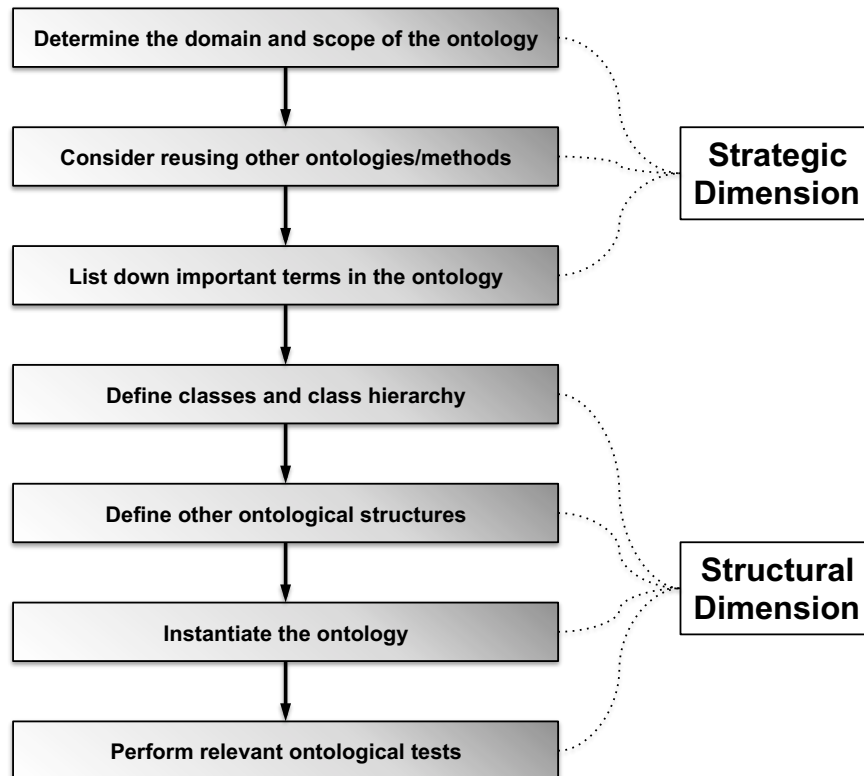 Determine the domain and scope of the ontology
Consider reusing other ontologies/methods
Strategic
Dimension
List down important terms in the ontology
Define classes and class hierarchy
Define other ontological structures
Structural
Dimension
Instantiate the ontology
Perform relevant ontological tests